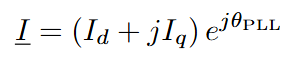 I̲ = (I_d + jI_q) e^{jθ_PLL}